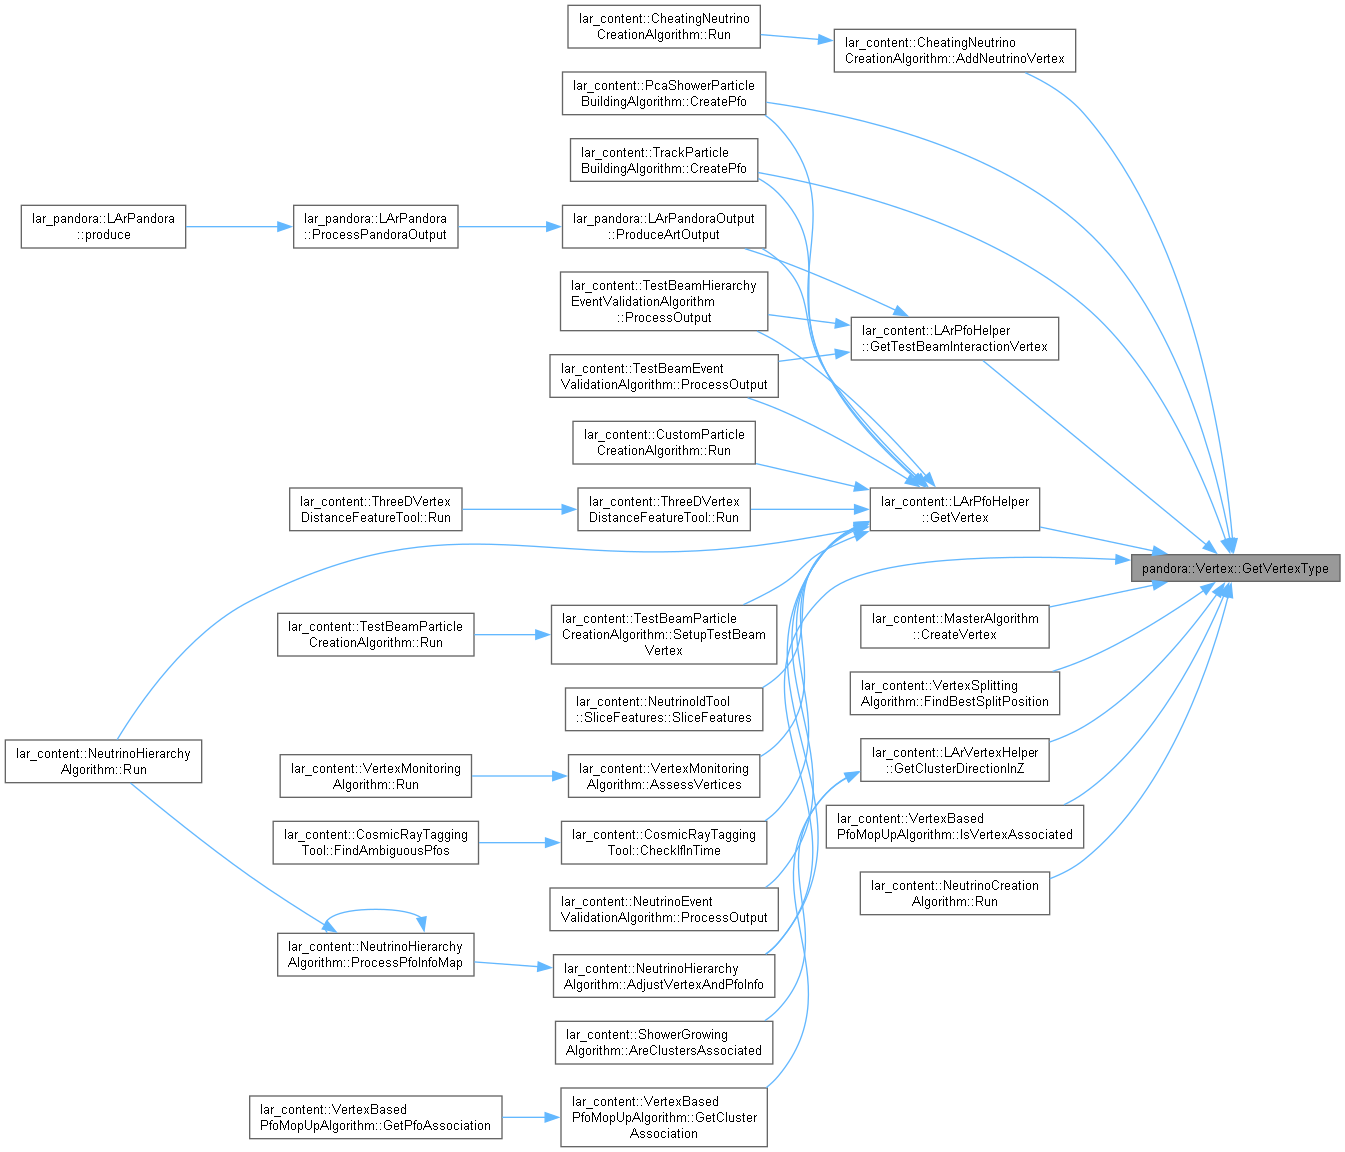 lar_content::CheatingNeutrino
CreationAlgorithm::Run
lar_content::CheatingNeutrino
CreationAlgorithm::AddNeutrinoVertex
lar_content::PcaShowerParticle
BuildingAlgorithm::CreatePfo
lar_content::TrackParticle
BuildingAlgorithm::CreatePfo
lar_pandora::LArPandora
::produce
lar_pandora::LArPandora
::ProcessPandoraOutput
lar_pandora::LArPandoraOutput
::ProduceArtOutput
lar_content::TestBeamHierarchy
EventValidationAlgorithm
::ProcessOutput
lar_content::LArPfoHelper
::GetTestBeamInteractionVertex
lar_content::TestBeamEvent
ValidationAlgorithm::ProcessOutput
lar_content::CustomParticle
CreationAlgorithm::Run
lar_content::ThreeDVertex
DistanceFeatureTool::Run
lar_content::ThreeDVertex
DistanceFeatureTool::Run
lar_content::LArPfoHelper
::GetVertex
pandora::Vertex::GetVertexType
lar_content::TestBeamParticle
CreationAlgorithm::Run
lar_content::TestBeamParticle
CreationAlgorithm::SetupTestBeam
Vertex
lar_content::MasterAlgorithm
::CreateVertex
lar_content::NeutrinoIdTool
::SliceFeatures::SliceFeatures
lar_content::VertexSplitting
Algorithm::FindBestSplitPosition
lar_content::NeutrinoHierarchy
Algorithm::Run
lar_content::VertexMonitoring
Algorithm::Run
lar_content::VertexMonitoring
Algorithm::AssessVertices
lar_content::LArVertexHelper
::GetClusterDirectionInZ
lar_content::CosmicRayTagging
Tool::FindAmbiguousPfos
lar_content::CosmicRayTagging
Tool::CheckIfInTime
lar_content::VertexBased
PfoMopUpAlgorithm::IsVertexAssociated
lar_content::NeutrinoEvent
ValidationAlgorithm::ProcessOutput
lar_content::NeutrinoCreation
Algorithm::Run
lar_content::NeutrinoHierarchy
Algorithm::ProcessPfoInfoMap
lar_content::NeutrinoHierarchy
Algorithm::AdjustVertexAndPfoInfo
lar_content::ShowerGrowing
Algorithm::AreClustersAssociated
lar_content::VertexBased
PfoMopUpAlgorithm::GetPfoAssociation
lar_content::VertexBased
PfoMopUpAlgorithm::GetCluster
Association